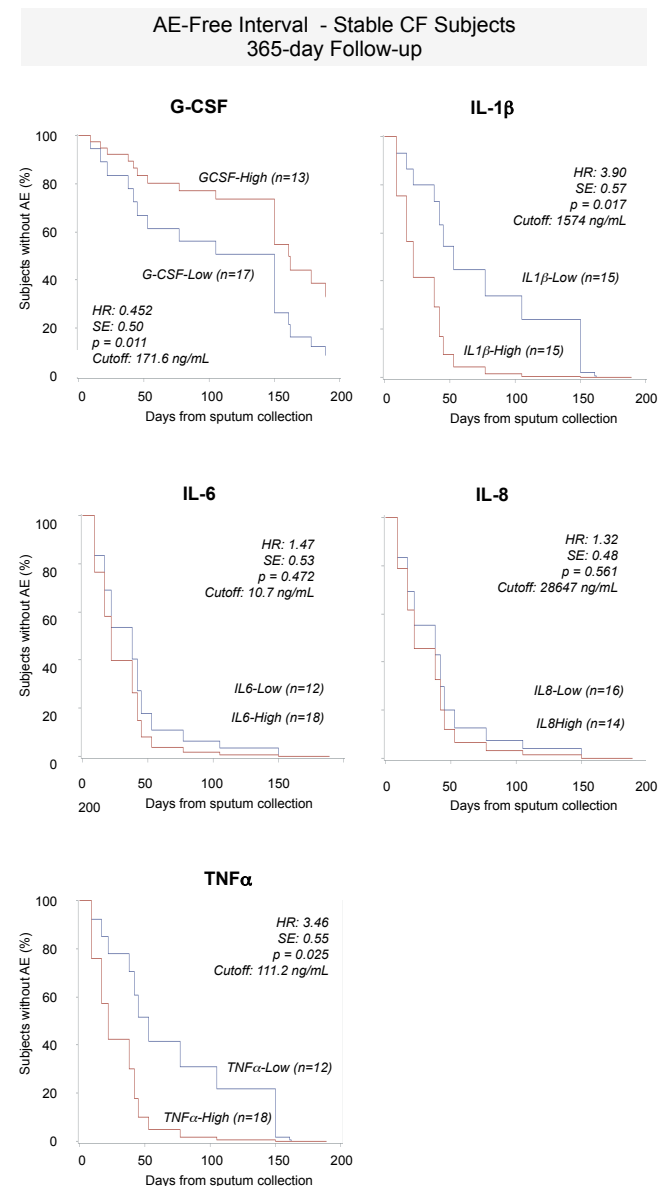 AE-Free Interval - Stable CF Subjects
365-day Follow-up
G-CSF
100
80
60
40
20
0
Subjects without AE (%)
GCSF-High (n=13)
G-CSF-Low (n=17)
HR: 0.452
SE: 0.50
p = 0.011
Cutoff: 171.6 ng/mL
0 50 100 150 200
Days from sputum collection
IL-1β
HR: 3.90
SE: 0.57
p = 0.017
Cutoff: 1574 ng/mL
IL1β-Low (n=15)
IL1β-High (n=15)
0 50 100 150 200
Days from sputum collection
IL-6
100
80
60
40
20
0
Subjects without AE (%)
HR: 1.47
SE: 0.53
p = 0.472
Cutoff: 10.7 ng/mL
IL6-Low (n=12)
IL6-High (n=18)
0 50 100 150
200
Days from sputum collection
IL-8
HR: 1.32
SE: 0.48
p = 0.561
Cutoff: 28647 ng/mL
IL8-Low (n=16)
IL8High (n=14)
0 50 100 150 200
Days from sputum collection
TNFα
100
80
60
40
20
0
Subjects without AE (%)
HR: 3.46
SE: 0.55
p = 0.025
Cutoff: 111.2 ng/mL
TNFα-Low (n=12)
TNFα-High (n=18)
0 50 100 150 200
Days from sputum collection